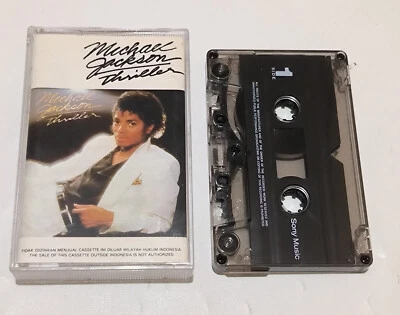 Michael
Jackson
Thriller
Michael
Jackson
Thriller
TIDAK DIIZINKAN MENJUAL CASSETTE INI DILUAR WILAYAH HUKUM INDONESIA
THE SALE OF THIS CASSETTE OUTSIDE INDONESIA IS NOT AUTHORIZED.
1
SIDE
Sony Music